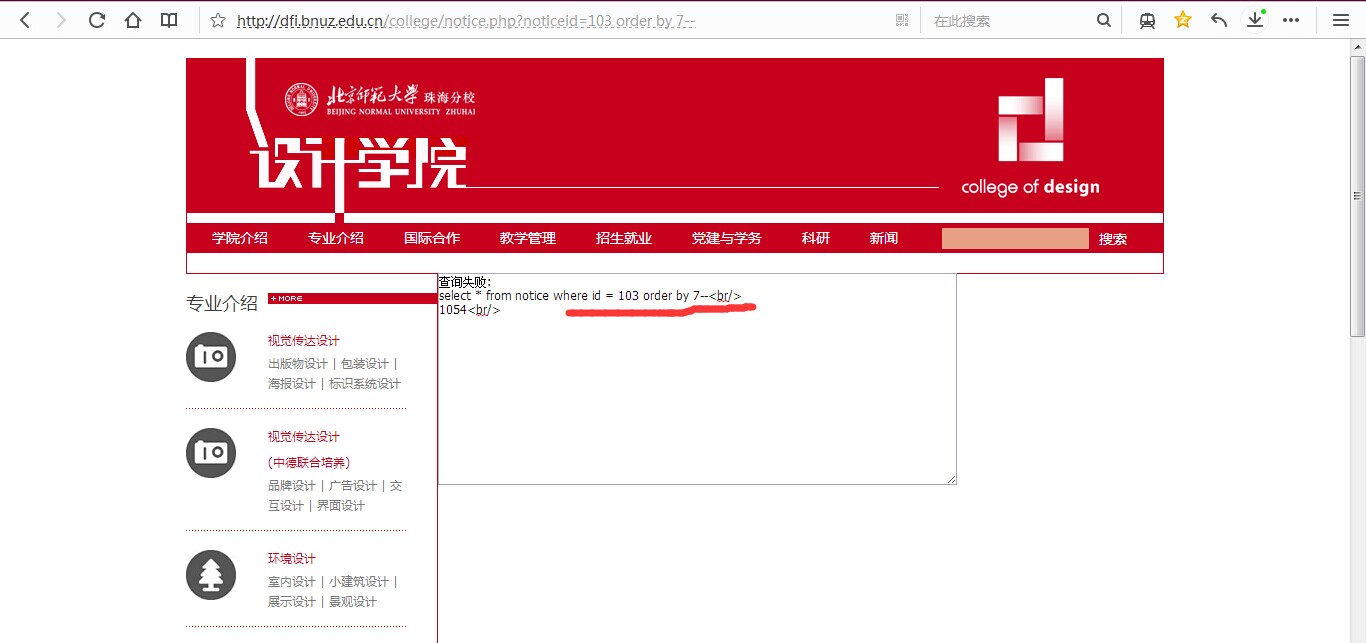 http://dfi.bnuz.edu.cn/college/notice.php?noticeid=103 order by 7--
在此搜索
北京师范大学 珠海分校
BEIJING NORMAL UNIVERSITY ZHUHAI
设计学院
college of design
学院介绍 专业介绍 国际合作 教学管理 招生就业 党建与学务 科研 新闻 搜索
专业介绍 + MORE
查询失败:
select * from notice where id = 103 order by 7--<br/>
1054<br/>
视觉传达设计
出版物设计 | 包装设计 |
海报设计 | 标识系统设计
视觉传达设计
(中德联合培养)
品牌设计 | 广告设计 | 交
互设计 | 界面设计
环境设计
室内设计 | 小建筑设计 |
展示设计 | 景观设计